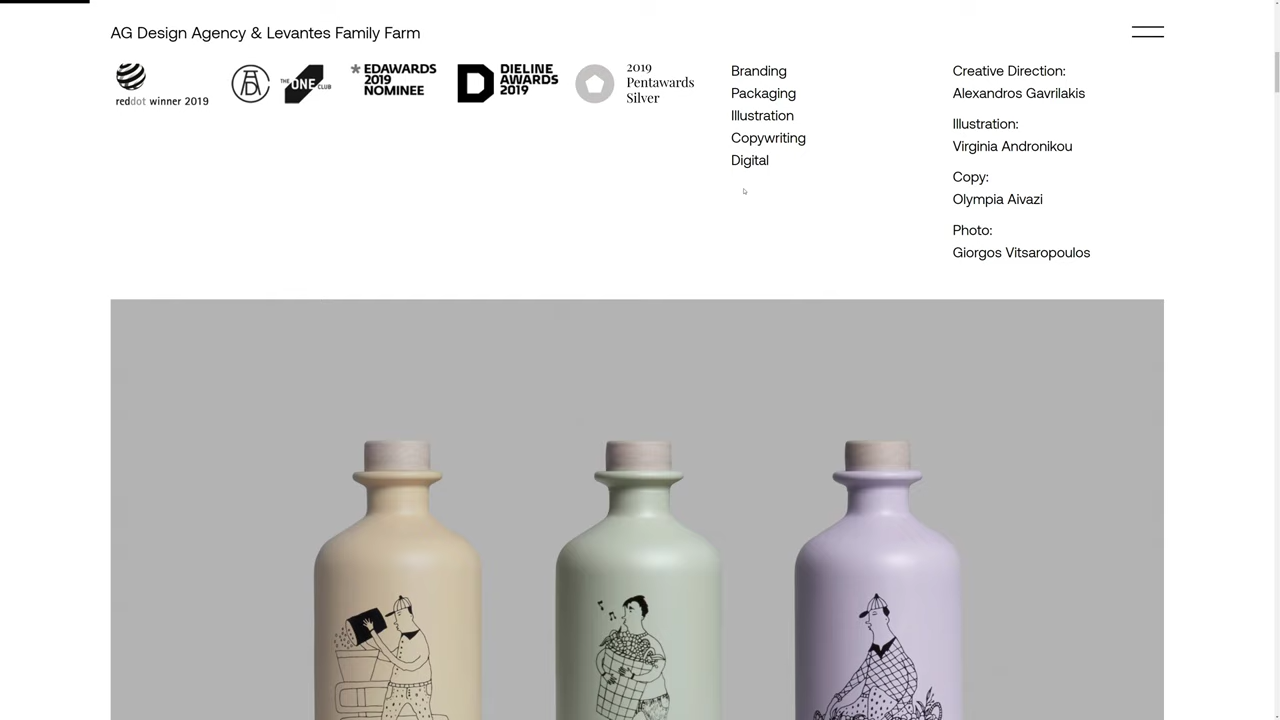 AG Design Agency & Levantes Family Farm
reddot winner 2019
THE ONE CLUB
* EDAWARDS
2019
NOMINEE
D DIELINE
AWARDS
2019
2019
Pentawards
Silver
Branding
Packaging
Illustration
Copywriting
Digital
Creative Direction:
Alexandros Gavrilakis
Illustration:
Virginia Andronikou
Copy:
Olympia Aivazi
Photo:
Giorgos Vitsaropoulos